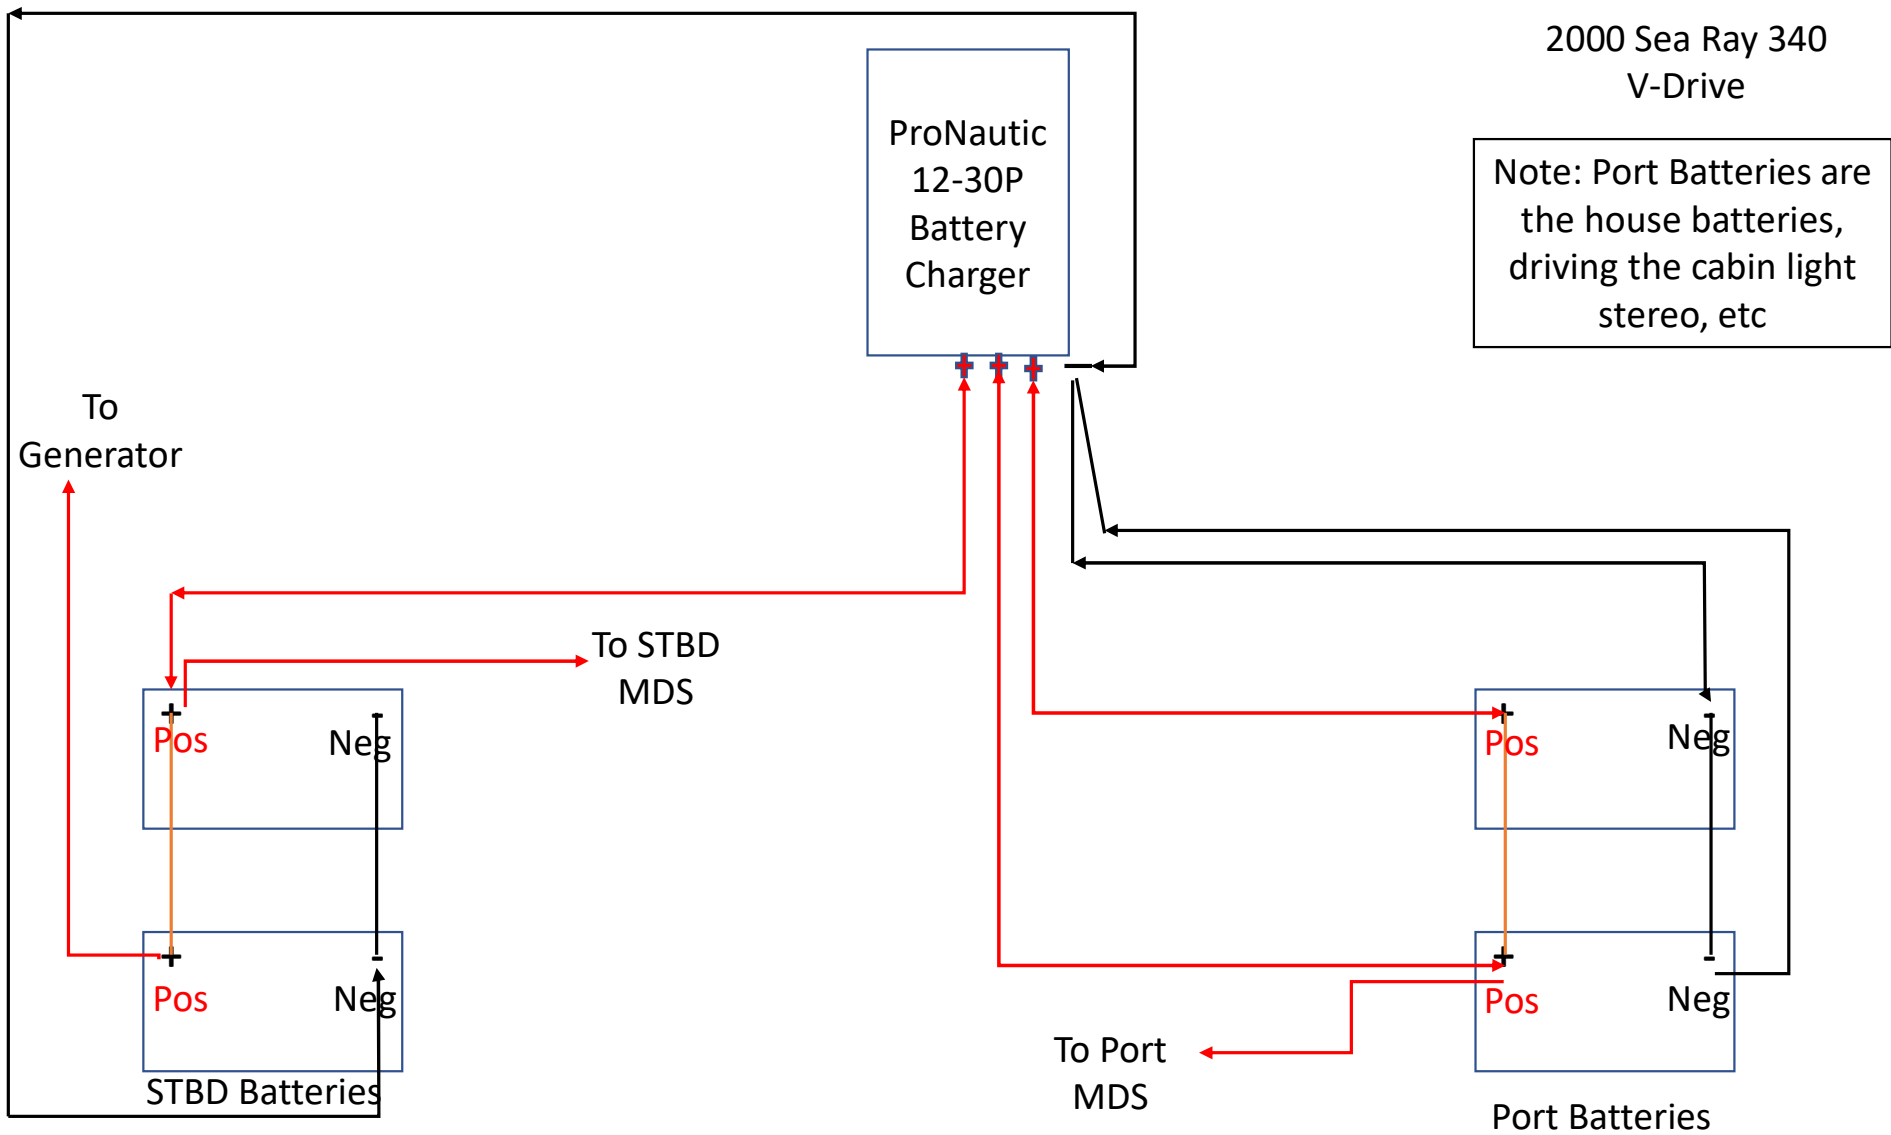 2000 Sea Ray 340
V-Drive
ProNautic
12-30P
Battery
Charger
Note: Port Batteries are
the house batteries,
driving the cabin light
stereo, etc
To
Generator
To STBD
MDS
+
Pos
-
Neg
+
Pos
-
Neg
+
Pos
-
Neg
+
Pos
-
Neg
STBD Batteries
To Port
MDS
Port Batteries